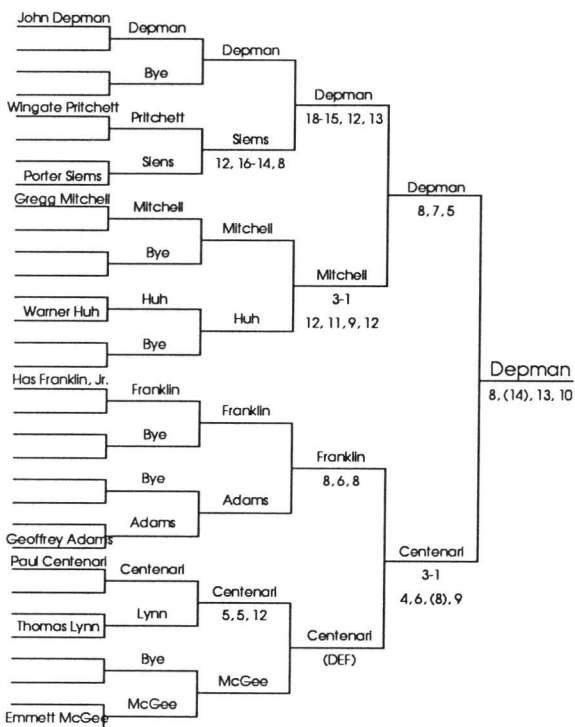 John Depman
Depman
Depman
Bye
Depman
18-15, 12, 13
Wingate Pritchett
Pritchett
Siems
12, 16-14, 8
Siens
Porter Siems
Depman
8, 7, 5
Gregg Mitchell
Mitchell
Mitchell
Bye
Mitchell
3-1
12, 11, 9, 12
Huh
Warner Huh
Huh
Bye
Depman
8, (14), 13, 10
Has Franklin, Jr.
Franklin
Franklin
Bye
Franklin
8, 6, 8
Bye
Adams
Adams
Geoffrey Adams
Centenari
3-1
4, 6, (8), 9
Paul Centenari
Centenari
Centenari
5, 5, 12
Lynn
Thomas Lynn
Centenari
(DEF)
Bye
McGee
McGee
Emmett McGee